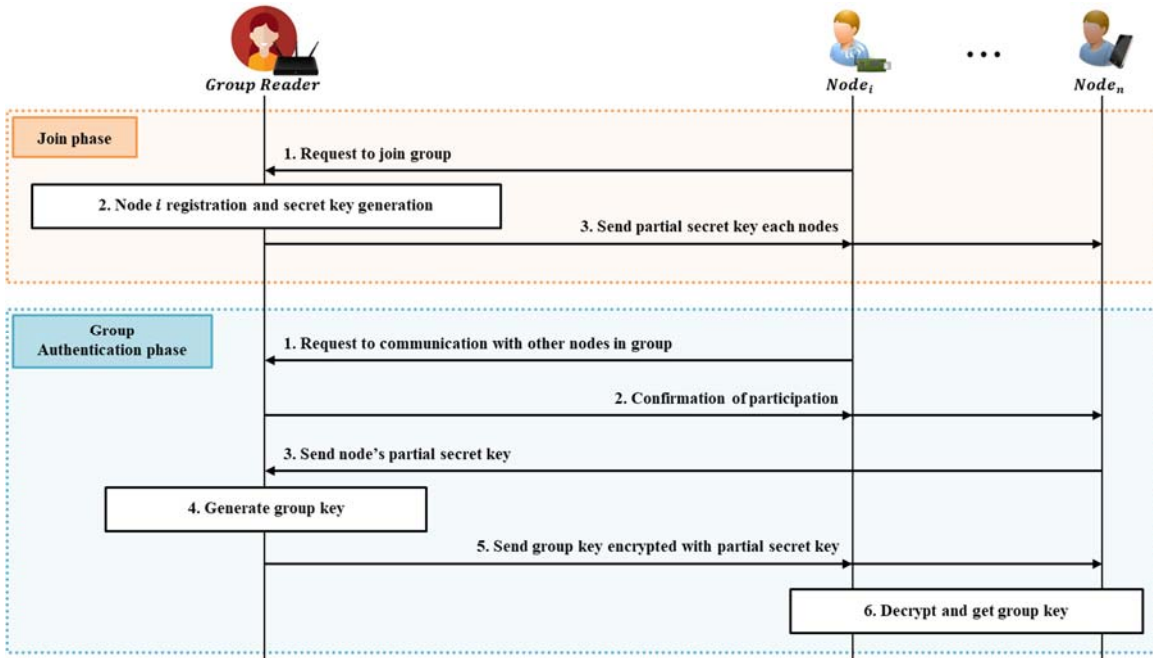 Group Reader
Node_i
...
Node_n
Join phase
1. Request to join group
2. Node i registration and secret key generation
3. Send partial secret key each nodes
Group
Authentication phase
1. Request to communication with other nodes in group
2. Confirmation of participation
3. Send node’s partial secret key
4. Generate group key
5. Send group key encrypted with partial secret key
6. Decrypt and get group key